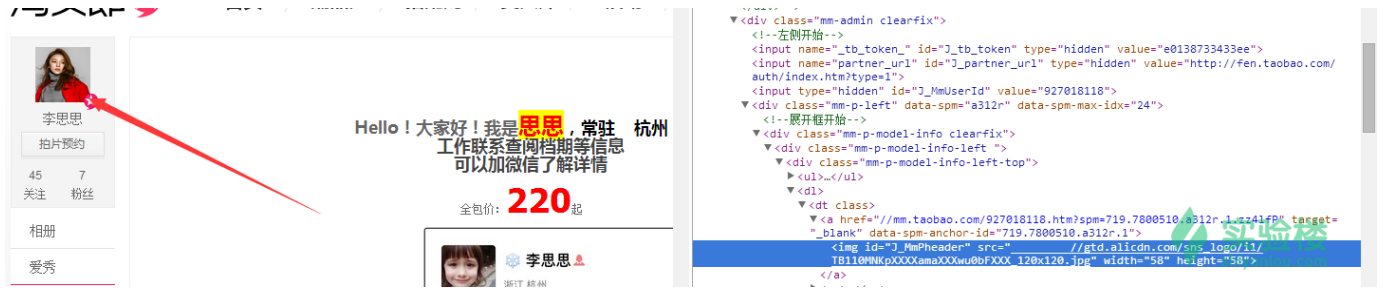 李思思
拍片预约
45 7
关注 粉丝
相册
爱秀
Hello！大家好！我是思思，常驻 杭州
工作联系查阅档期等信息
可以加微信了解详情
全包价：220起
李思思
浙江 杭州
▼<div class="mm-admin clearfix">
<!--左侧开始-->
<input name="_tb_token_" id="J_tb_token" type="hidden" value="e0138733433ee">
<input name="partner_url" id="J_partner_url" type="hidden" value="http://fen.taobao.com/
auth/index.htm?type=1">
<input type="hidden" id="J_MmUserId" value="927018118">
▼<div class="mm-p-left" data-spm="a312r" data-spm-max-idx="24">
<!--展开框开始-->
▼<div class="mm-p-model-info clearfix">
▼<div class="mm-p-model-info-left ">
▼<div class="mm-p-model-info-left-top">
▶<ul>…</ul>
▼<dl>
▼<dt class>
▼<a href="//mm.taobao.com/927018118.htm?spm=719.7800510.a312r.1.zz4lfP" target=
"_blank" data-spm-anchor-id="719.7800510.a312r.1">
<img id="J_MmPheader" src="________//gtd.alicdn.com/sns_logo/i1/
TB110MNKpXXXXamaXXXwu0bFXXX_120x120.jpg" width="58" height="58">
</a>
实验楼